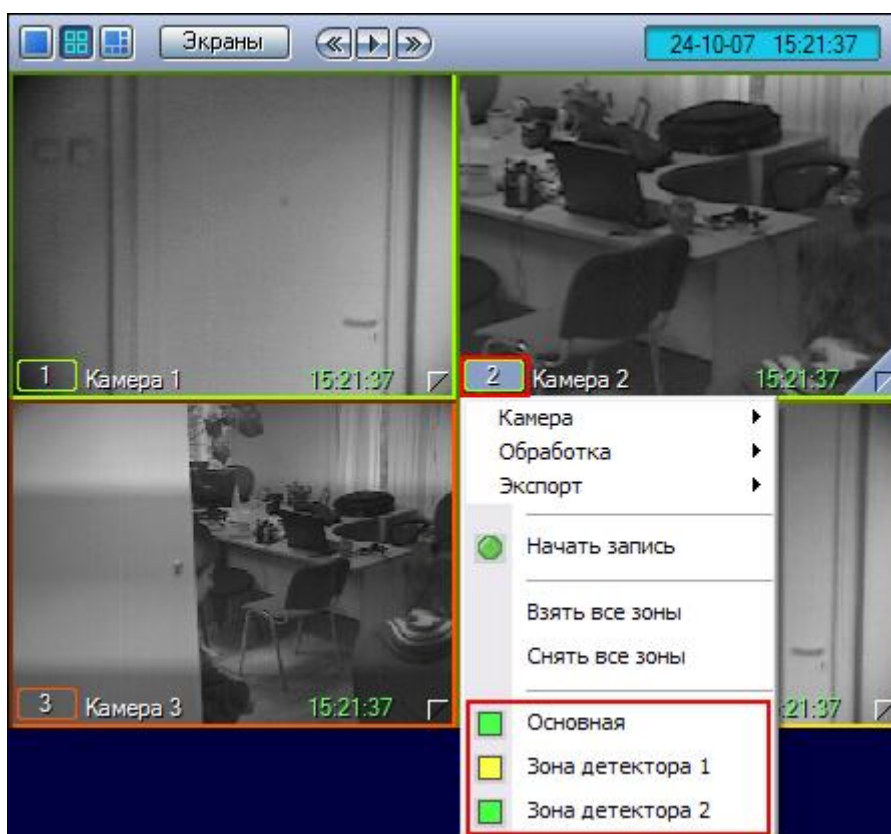 Экраны
24-10-07 15:21:37
1 Камера 1 15:21:37
2 Камера 2 15:21:37
Камера
Обработка
Экспорт
Начать запись
Взять все зоны
Снять все зоны
3 Камера 3 15:21:37
:21:37
Основная
Зона детектора 1
Зона детектора 2